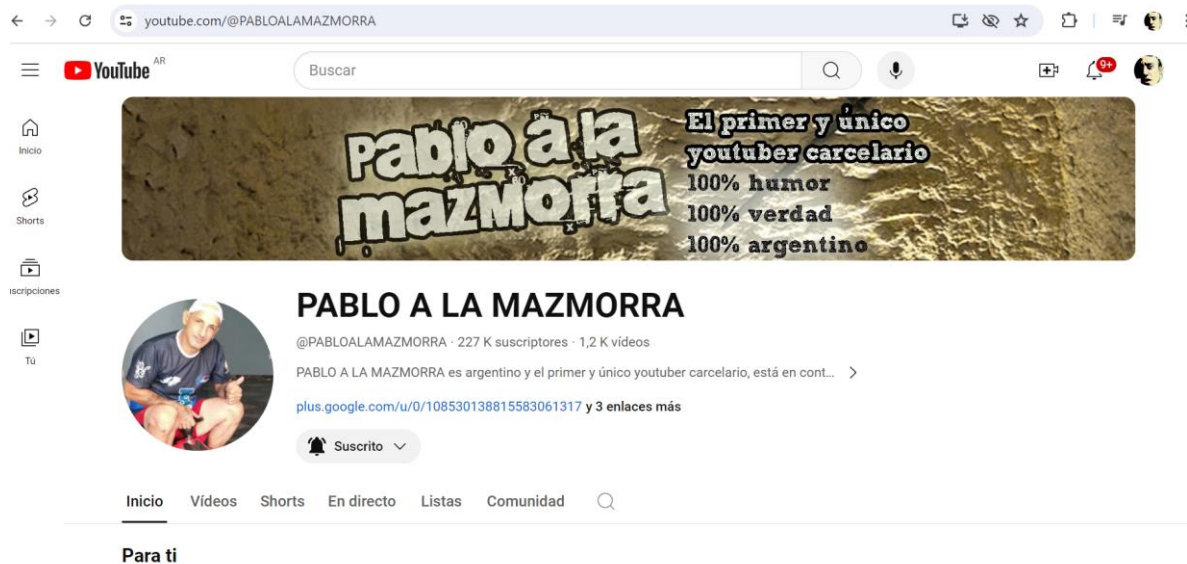 youtube.com/@PABLOALAMAZMORRA
YouTube AR
Buscar
9+
Inicio
Shorts
scripciones
Tú
pablo a la
mazmorra
El primer y único
youtuber carcelario
100% humor
100% verdad
100% argentino
PABLO A LA MAZMORRA
@PABLOALAMAZMORRA · 227 K suscriptores · 1,2 K vídeos
PABLO A LA MAZMORRA es argentino y el primer y único youtuber carcelario, está en cont...
plus.google.com/u/0/108530138815583061317 y 3 enlaces más
Suscrito
Inicio Vídeos Shorts En directo Listas Comunidad
Para ti